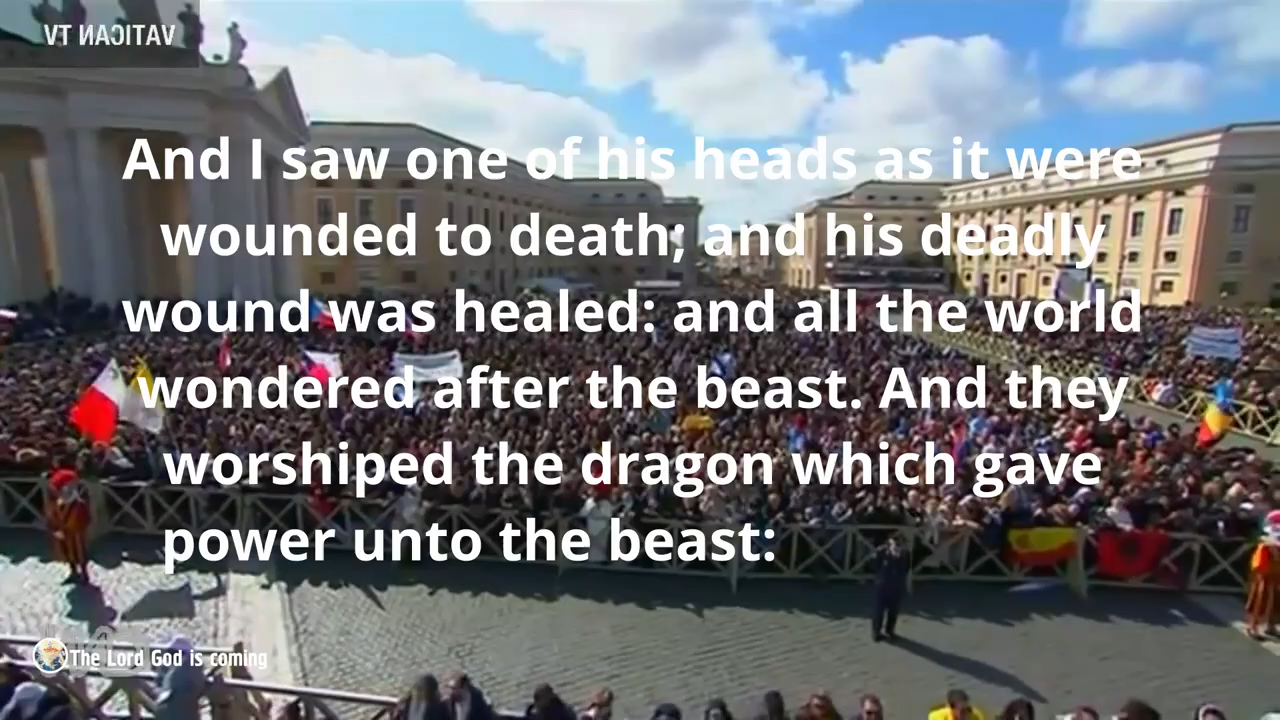 VATICAN TV
And I saw one of his heads as it were
wounded to death; and his deadly
wound was healed: and all the world
wondered after the beast. And they
worshiped the dragon which gave
power unto the beast:
The Lord God is coming